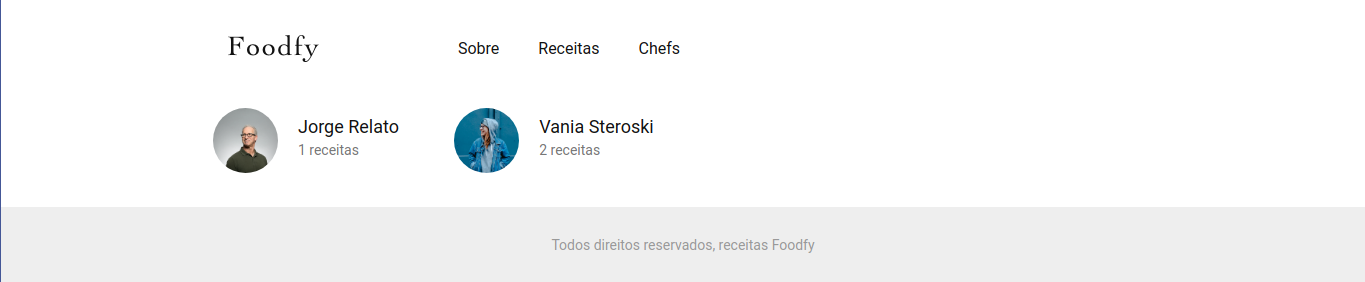 Foodfy
Sobre Receitas Chefs
Jorge Relato
1 receitas
Vania Steroski
2 receitas
Todos direitos reservados, receitas Foodfy